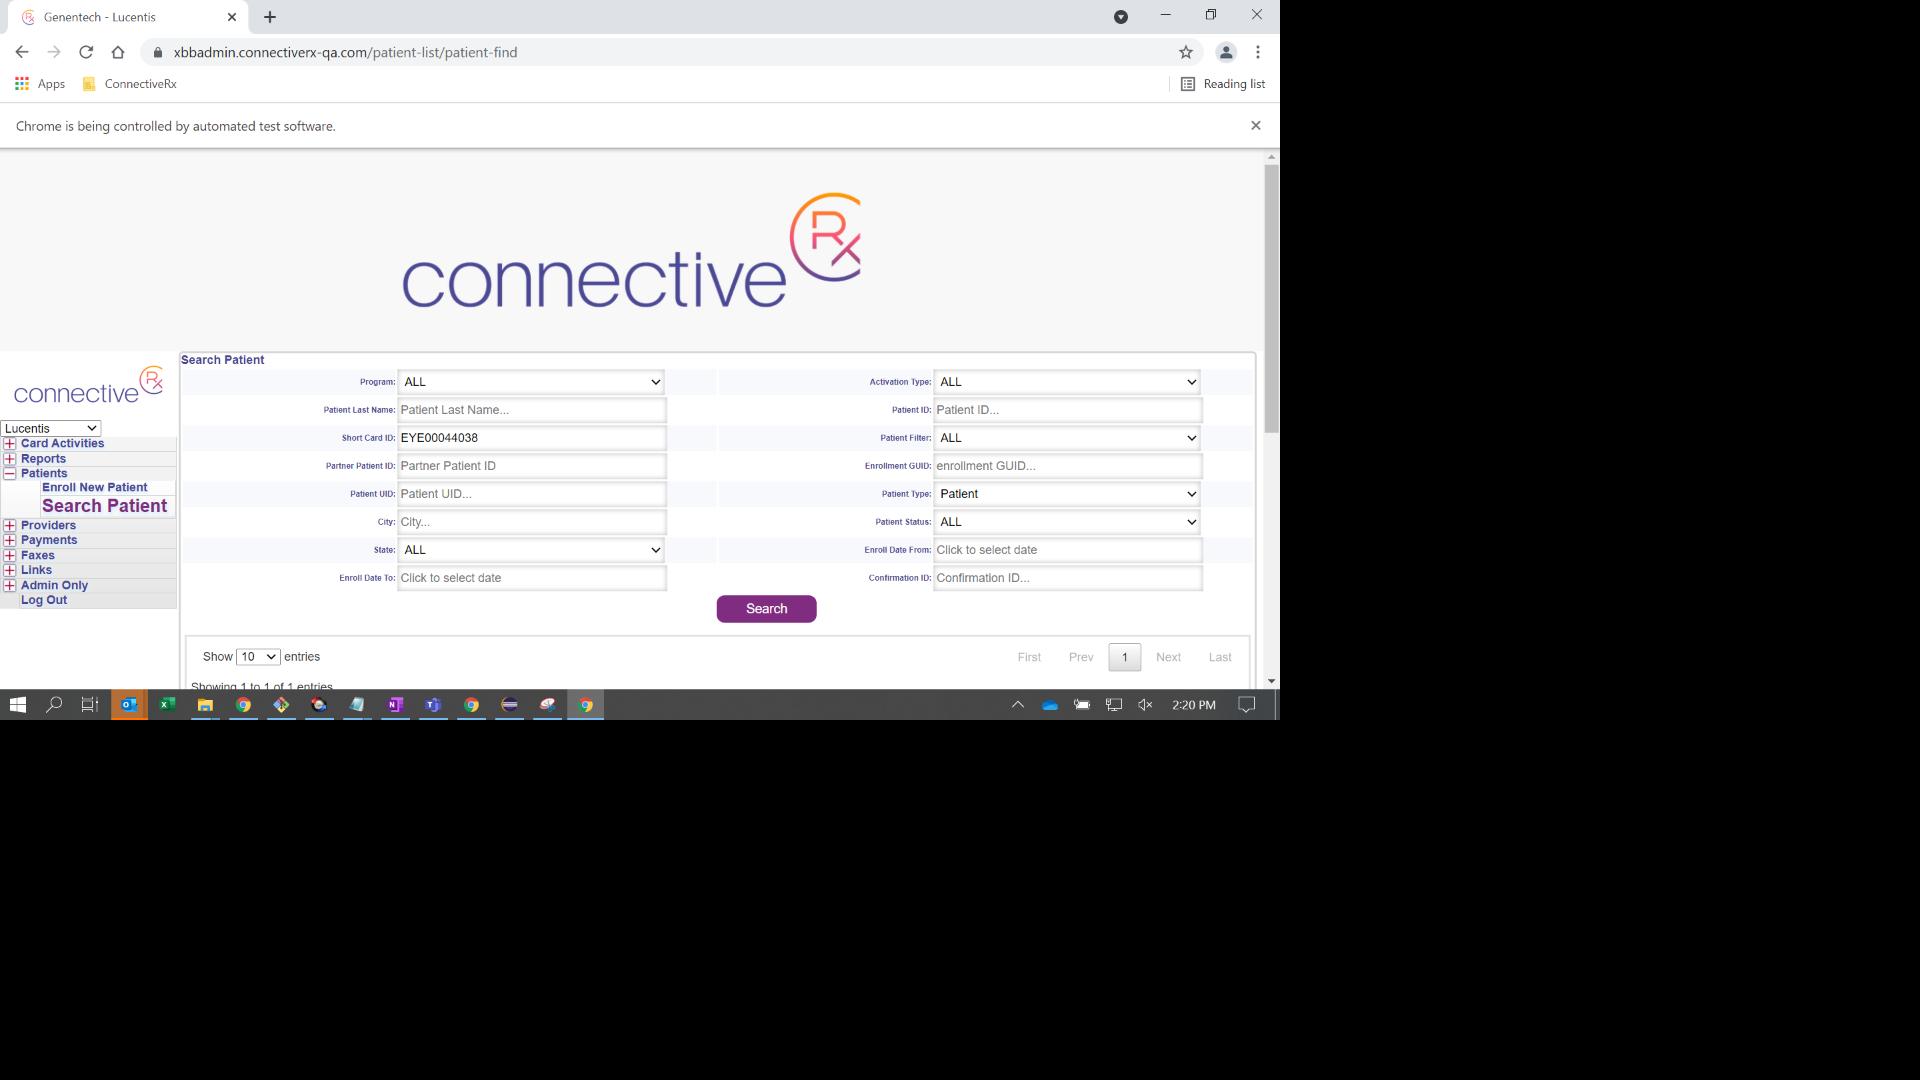 Genentech - Lucentis
xbbadmin.connectiverx-qa.com/patient-list/patient-find
Apps
ConnectiveRx
Reading list
Chrome is being controlled by automated test software.
connective Rx
connective Rx
Lucentis
Card Activities
Reports
Patients
Enroll New Patient
Search Patient
Providers
Payments
Faxes
Links
Admin Only
Log Out
Search Patient
Program: ALL
Activation Type: ALL
Patient Last Name: Patient Last Name...
Patient ID: Patient ID...
Short Card ID: EYE00044038
Patient Filter: ALL
Partner Patient ID: Partner Patient ID
Enrollment GUID: enrollment GUID...
Patient UID: Patient UID...
Patient Type: Patient
City: City...
Patient Status: ALL
State: ALL
Enroll Date From: Click to select date
Enroll Date To: Click to select date
Confirmation ID: Confirmation ID...
Search
Show 10 entries
First Prev 1 Next Last
Showing 1 to 1 of 1 entries
2:20 PM